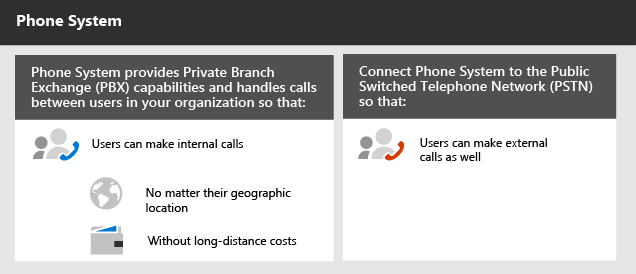 Phone System
Phone System provides Private Branch
Exchange (PBX) capabilities and handles calls
between users in your organization so that:
Users can make internal calls
No matter their geographic
location
Without long-distance costs
Connect Phone System to the Public
Switched Telephone Network (PSTN)
so that:
Users can make external
calls as well